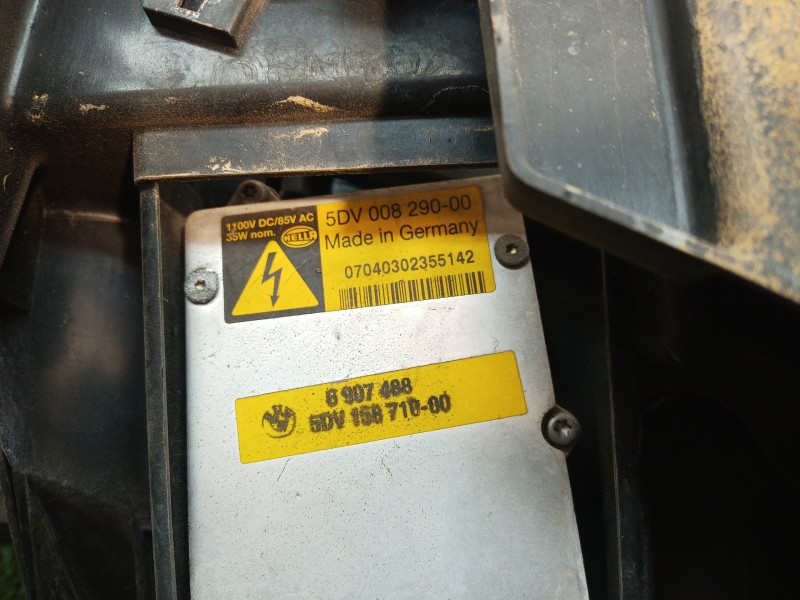 1100V DC/85V AC
35W nom.
HELLA
5DV 008 290-00
Made in Germany
07040302355142
8 907 488
5DV 158 710-00